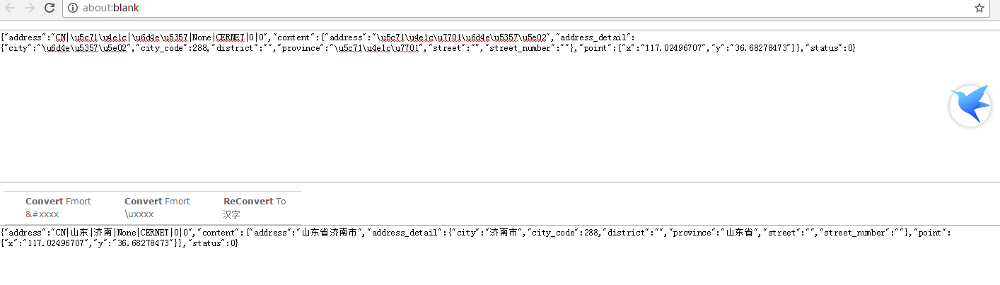 about:blank
{"address":"CN|\u5c71\u4e1c|\u6d4e\u5357|None|CERNET|0|0","content":{"address":"\u5c71\u4e1c\u7701\u6d4e\u5357\u5e02","address_detail":
{"city":"\u6d4e\u5357\u5e02","city_code":288,"district":"","province":"\u5c71\u4e1c\u7701","street":"","street_number":""},"point":{"x":"117.02496707","y":"36.68278473"}},"status":0}
Convert Fmort Convert Fmort ReConvert To
&#xxxx \uxxxx 汉字
{"address":"CN|山东|济南|None|CERNET|0|0","content":{"address":"山东省济南市","address_detail":{"city":"济南市","city_code":288,"district":"","province":"山东省","street":"","street_number":""},"point":
{"x":"117.02496707","y":"36.68278473"}},"status":0}